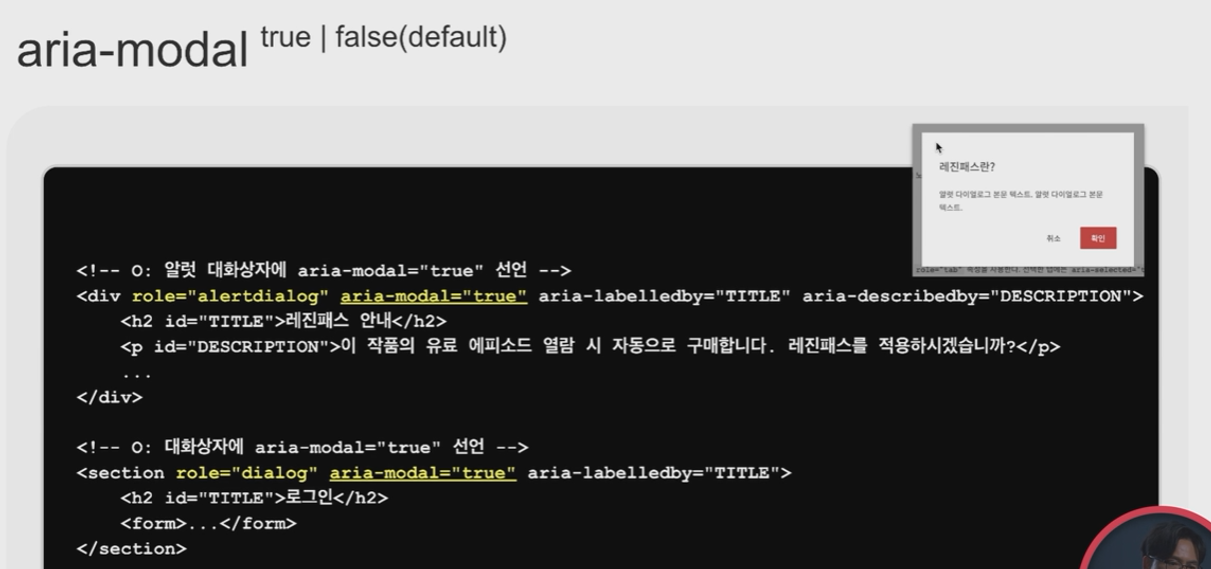 aria-modal true | false(default)
레진패스란?
알럿 다이얼로그 본문 텍스트. 알럿 다이얼로그 본문
텍스트.
취소 확인
role="tab" 속성을 사용한다. 선택한 탭에는 aria-selected="t
<!-- O: 알럿 대화상자에 aria-modal="true" 선언 -->
<div role="alertdialog" aria-modal="true" aria-labelledby="TITLE" aria-describedby="DESCRIPTION">
<h2 id="TITLE">레진패스 안내</h2>
<p id="DESCRIPTION">이 작품의 유료 에피소드 열람 시 자동으로 구매합니다. 레진패스를 적용하시겠습니까?</p>
...
</div>
<!-- O: 대화상자에 aria-modal="true" 선언 -->
<section role="dialog" aria-modal="true" aria-labelledby="TITLE">
<h2 id="TITLE">로그인</h2>
<form>...</form>
</section>